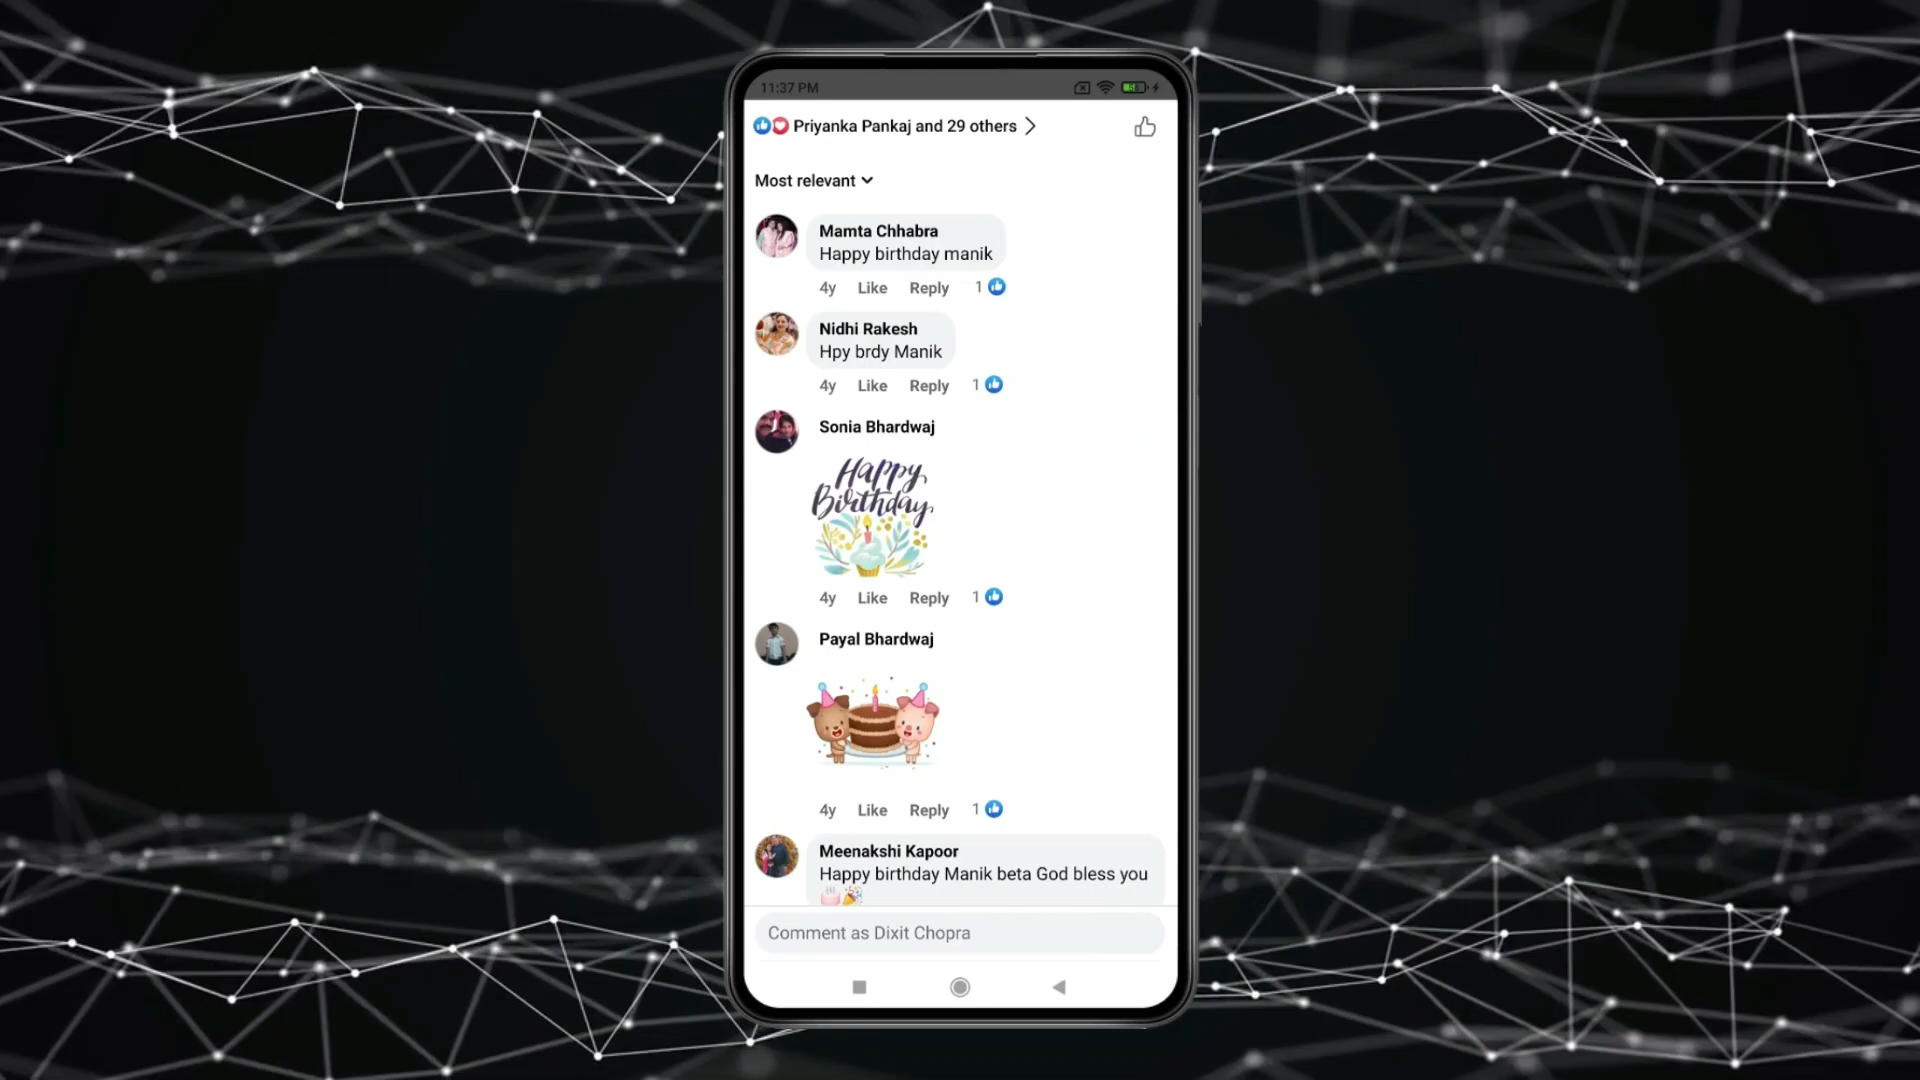 11:37 PM
Priyanka Pankaj and 29 others
Most relevant
Mamta Chhabra
Happy birthday manik
4y Like Reply 1
Nidhi Rakesh
Hpy brdy Manik
4y Like Reply 1
Sonia Bhardwaj
Happy
Birthday
4y Like Reply 1
Payal Bhardwaj
4y Like Reply 1
Meenakshi Kapoor
Happy birthday Manik beta God bless you
🎂🎉
Comment as Dixit Chopra